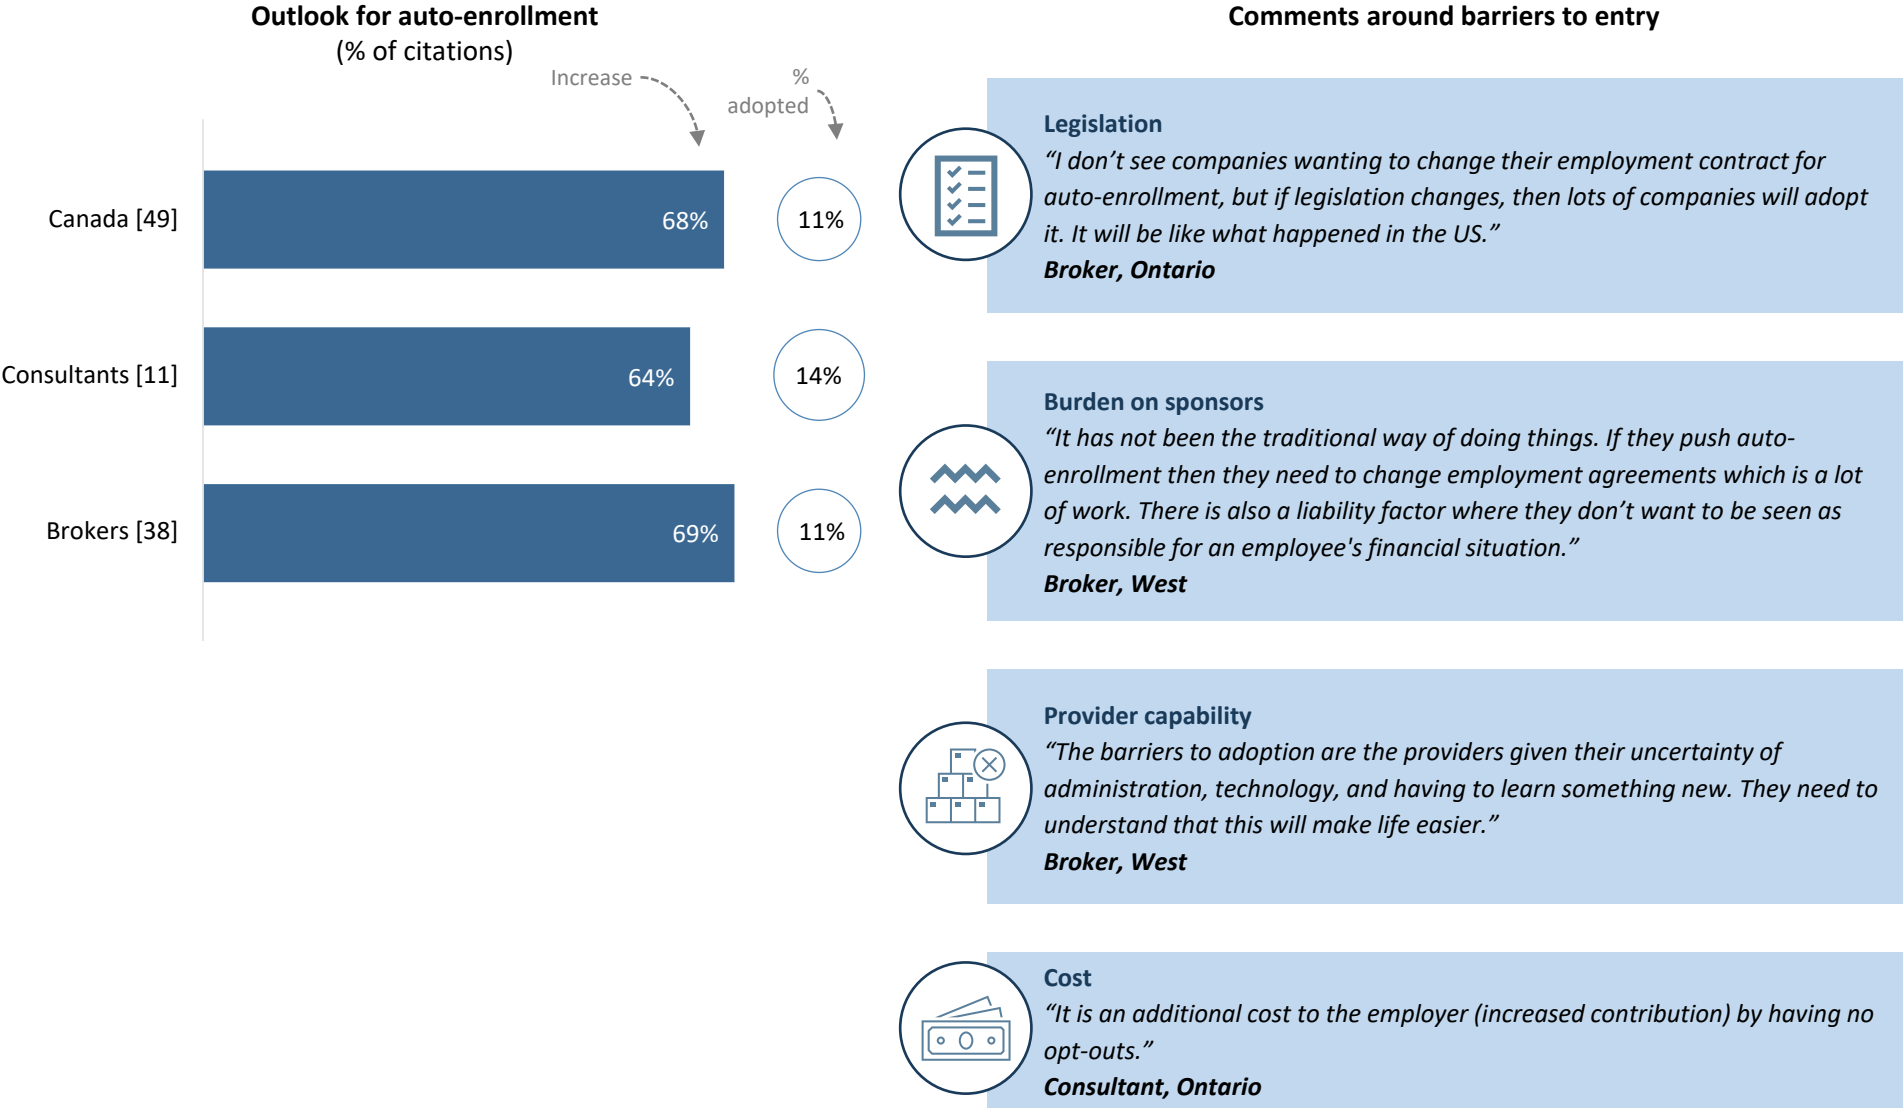 Outlook for auto-enrollment
(% of citations)
Increase
%
adopted
Canada [49]
68%
11%
Consultants [11]
64%
14%
Brokers [38]
69%
11%
Comments around barriers to entry
Legislation
“I don’t see companies wanting to change their employment contract for
auto-enrollment, but if legislation changes, then lots of companies will adopt
it. It will be like what happened in the US.”
Broker, Ontario
Burden on sponsors
“It has not been the traditional way of doing things. If they push auto-
enrollment then they need to change employment agreements which is a lot
of work. There is also a liability factor where they don’t want to be seen as
responsible for an employee's financial situation.”
Broker, West
Provider capability
“The barriers to adoption are the providers given their uncertainty of
administration, technology, and having to learn something new. They need to
understand that this will make life easier.”
Broker, West
Cost
“It is an additional cost to the employer (increased contribution) by having no
opt-outs.”
Consultant, Ontario